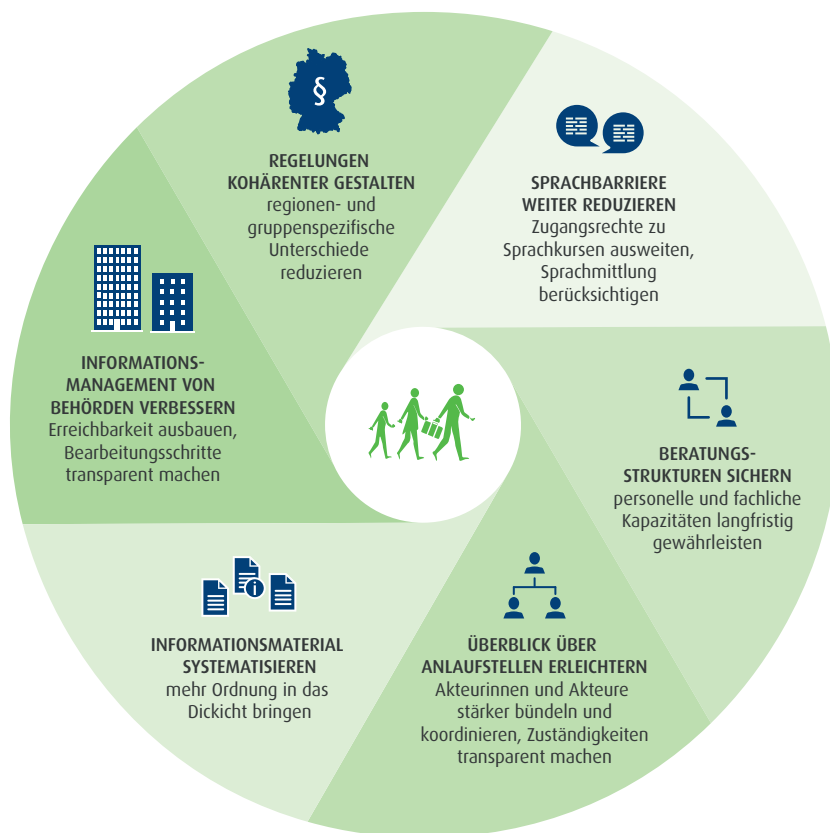 §
REGELUNGEN
KOHÄRENTER GESTALTEN
regionen- und
gruppenspezifische
Unterschiede
reduzieren
SPRACHBARRIERE
WEITER REDUZIEREN
Zugangsrechte zu
Sprachkursen ausweiten,
Sprachmittlung
berücksichtigen
BERATUNGS-
STRUKTUREN SICHERN
personelle und fachliche
Kapazitäten langfristig
gewährleisten
ÜBERBLICK ÜBER
ANLAUFSTELLEN ERLEICHTERN
Akteurinnen und Akteure
stärker bündeln und
koordinieren, Zuständigkeiten
transparent machen
i
INFORMATIONSMATERIAL
SYSTEMATISIEREN
mehr Ordnung in das
Dickicht bringen
INFORMATIONS-
MANAGEMENT VON
BEHÖRDEN VERBESSERN
Erreichbarkeit ausbauen,
Bearbeitungsschritte
transparent machen